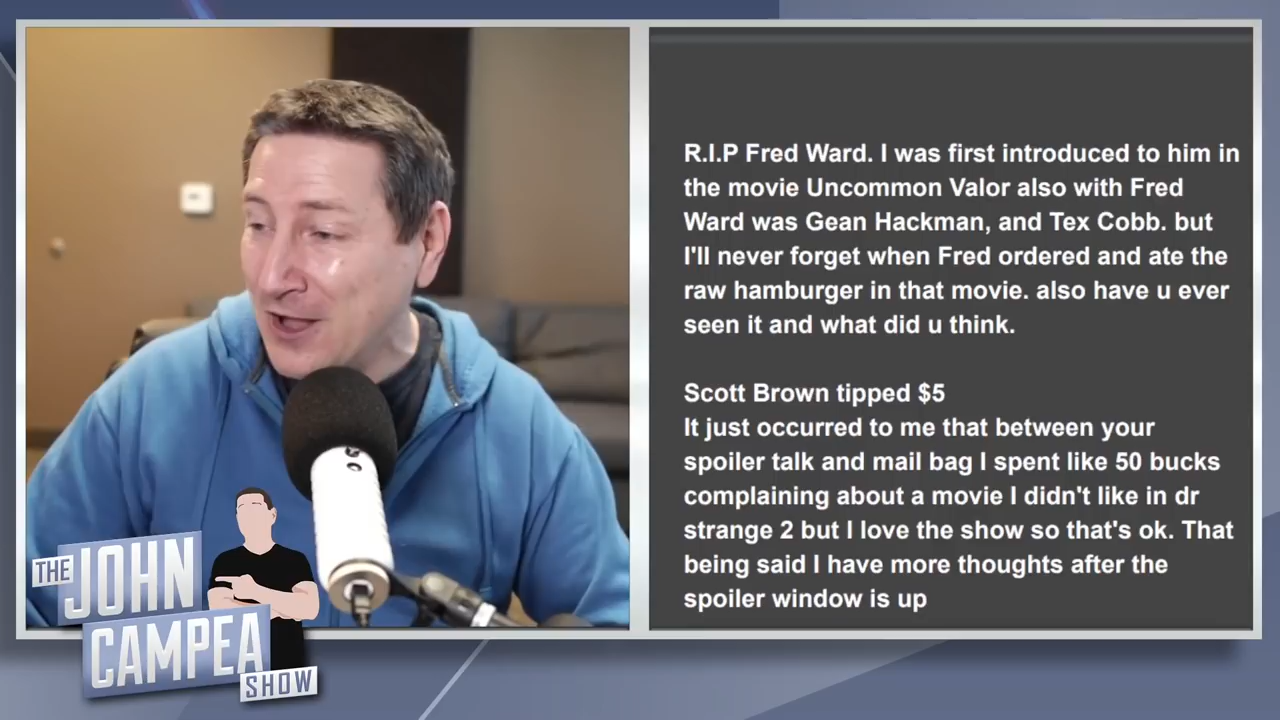 R.I.P Fred Ward. I was first introduced to him in
the movie Uncommon Valor also with Fred
Ward was Gean Hackman, and Tex Cobb. but
I'll never forget when Fred ordered and ate the
raw hamburger in that movie. also have u ever
seen it and what did u think.
Scott Brown tipped $5
It just occurred to me that between your
spoiler talk and mail bag I spent like 50 bucks
complaining about a movie I didn't like in dr
strange 2 but I love the show so that's ok. That
being said I have more thoughts after the
spoiler window is up
THE JOHN
CAMPEA
SHOW